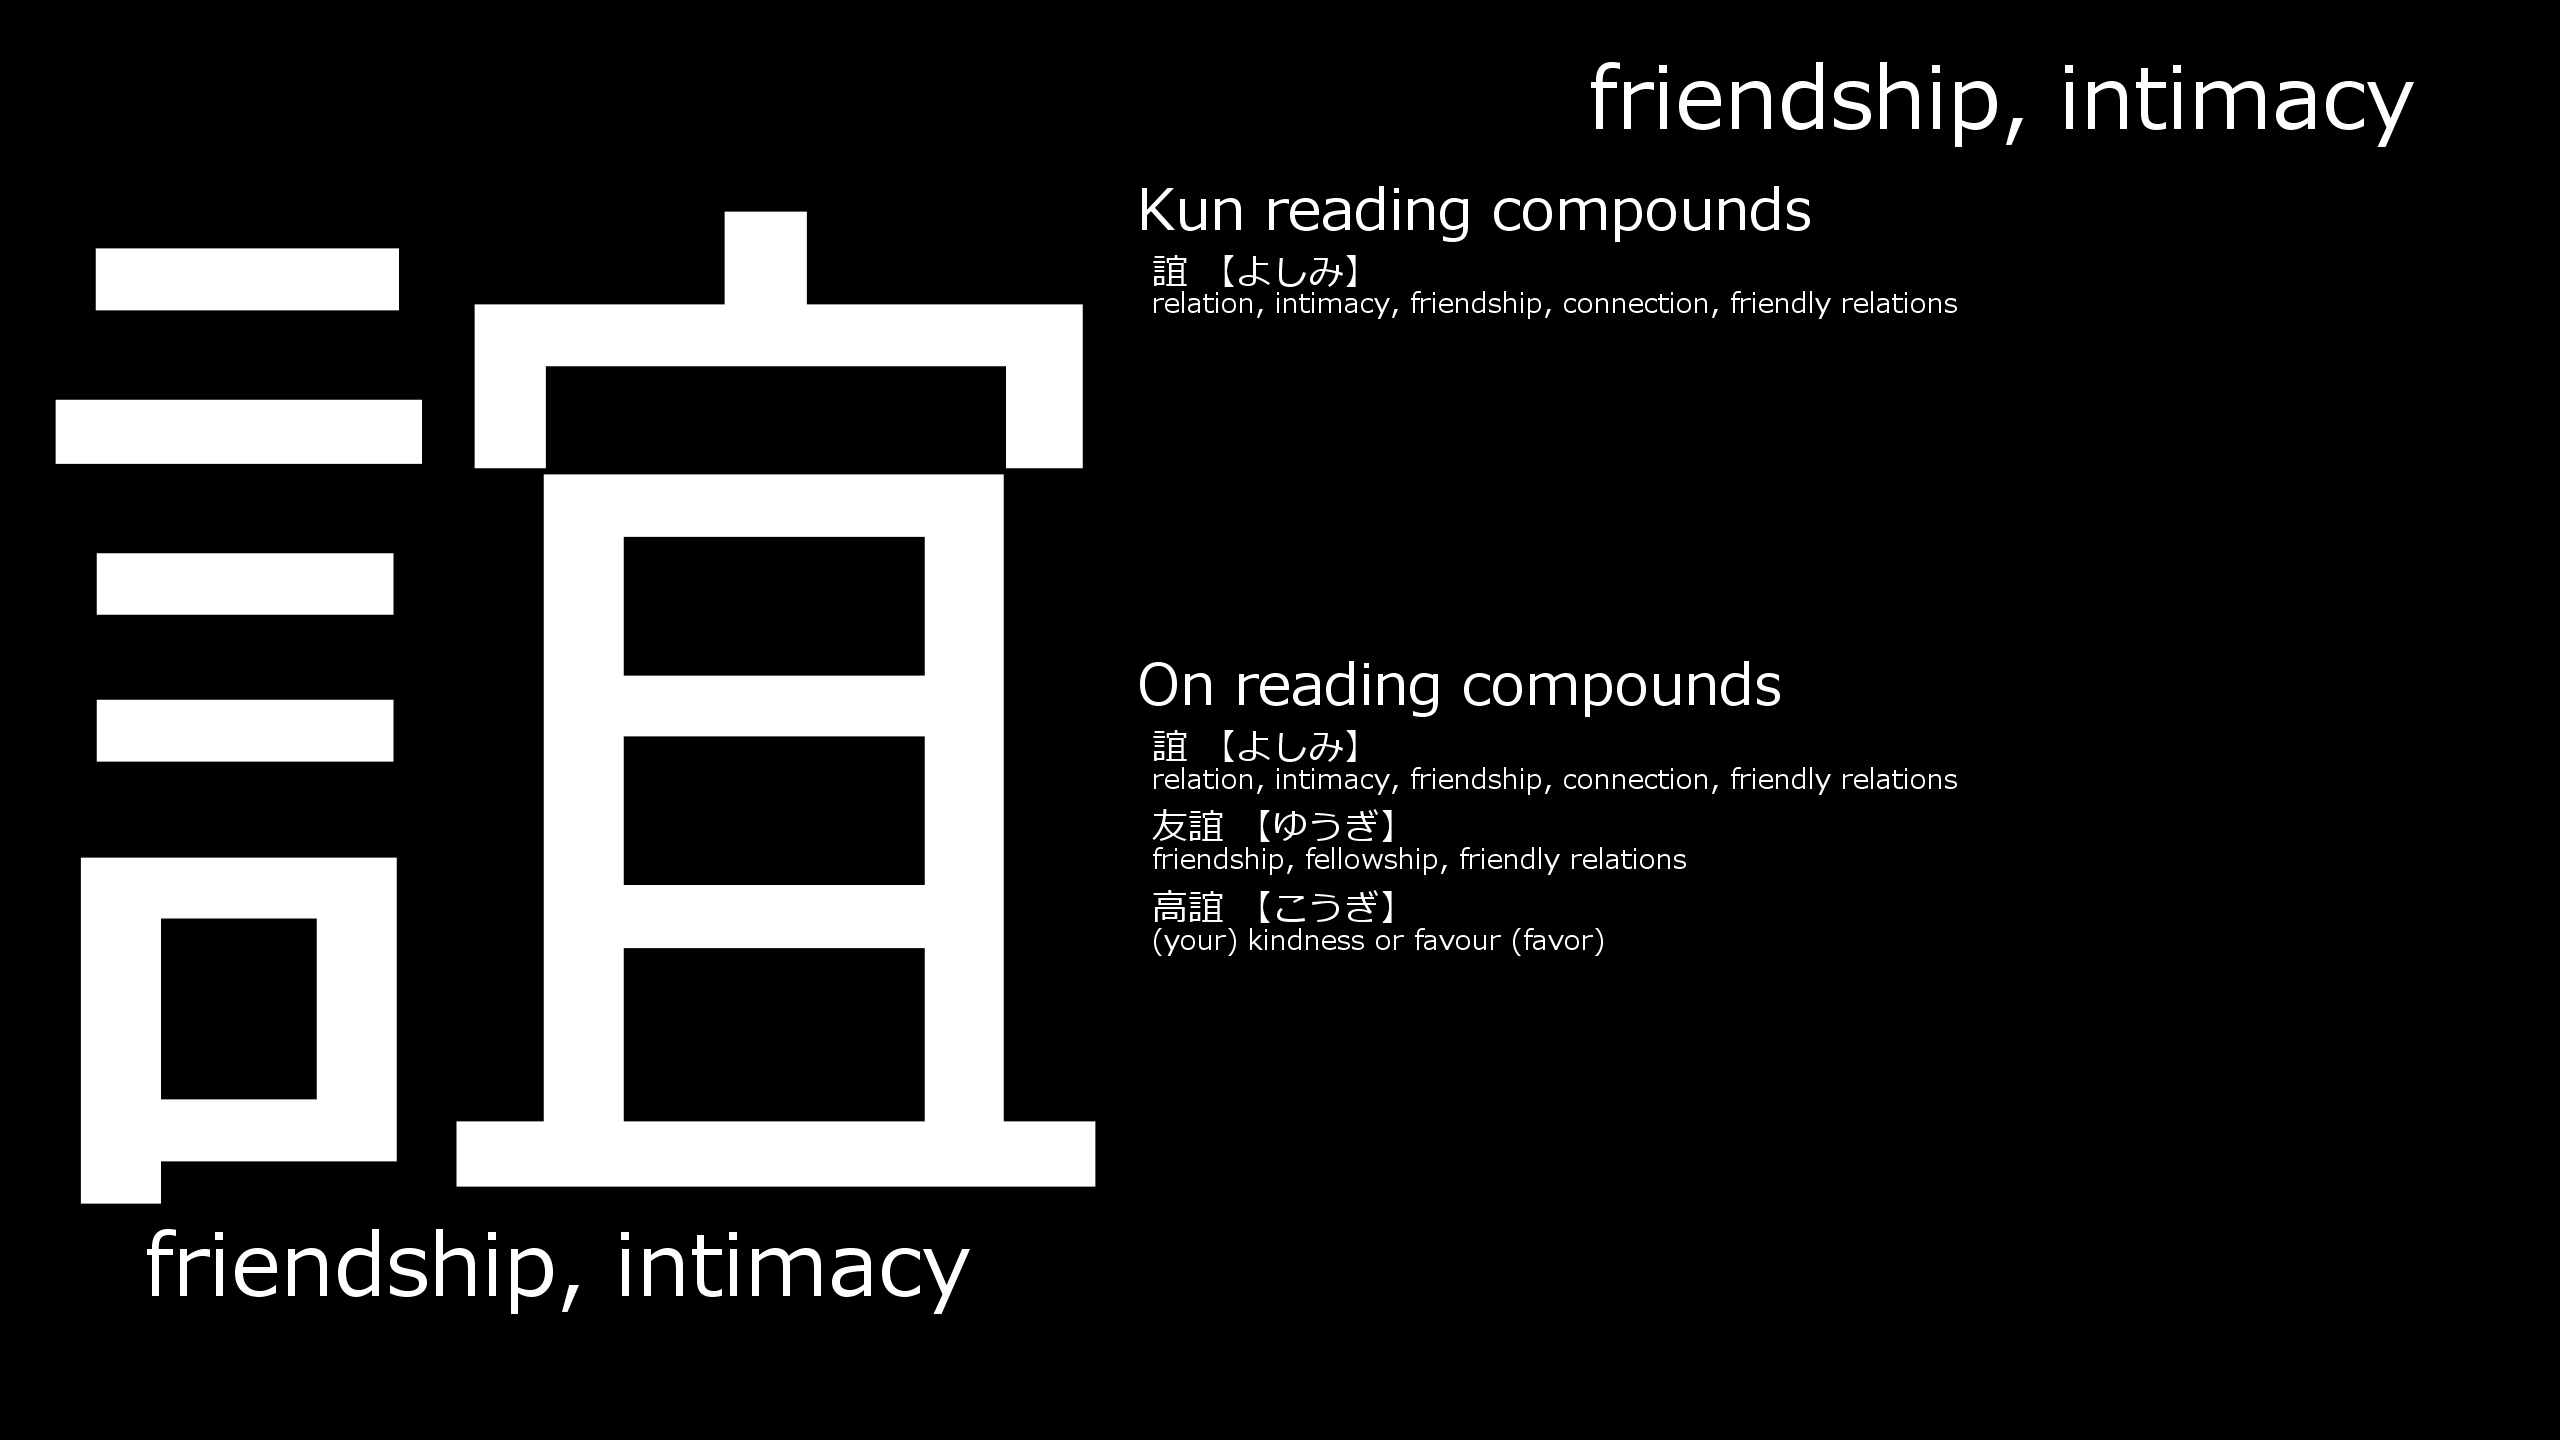 誼
friendship, intimacy
friendship, intimacy
Kun reading compounds
誼 【よしみ】
relation, intimacy, friendship, connection, friendly relations
On reading compounds
誼 【よしみ】
relation, intimacy, friendship, connection, friendly relations
友誼 【ゆうぎ】
friendship, fellowship, friendly relations
高誼 【こうぎ】
(your) kindness or favour (favor)